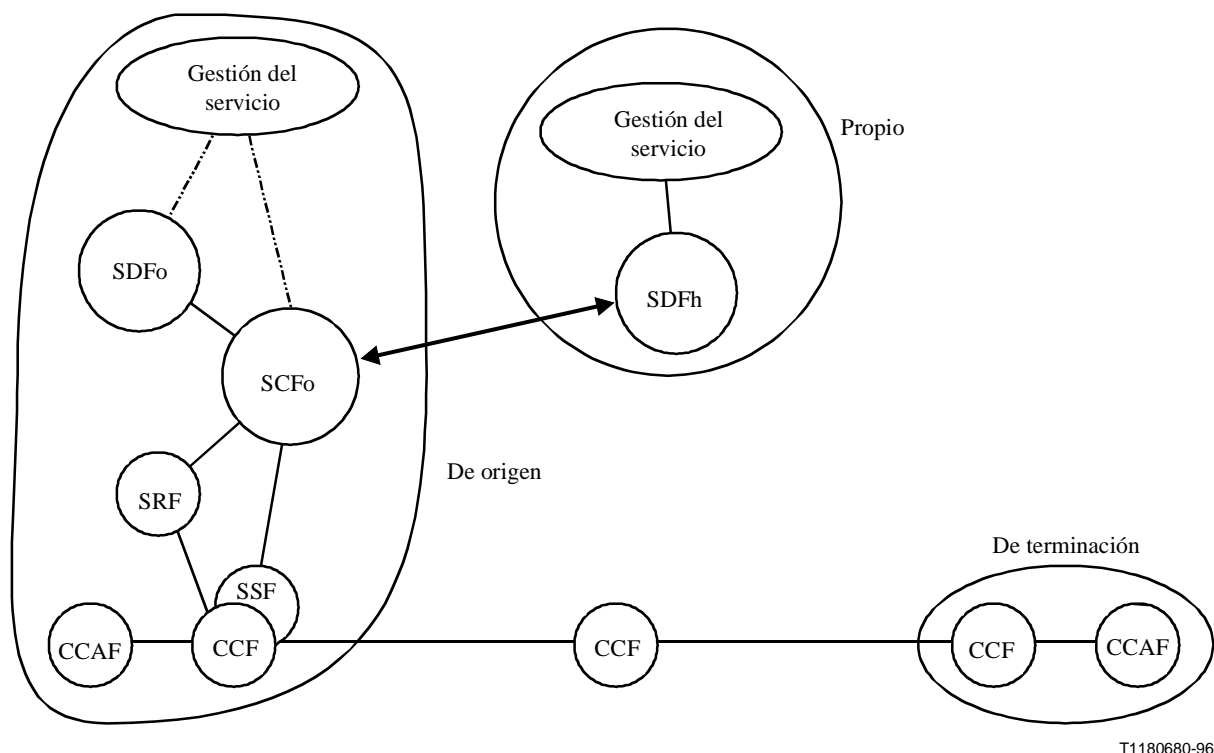 Gestión del
servicio
Gestión del
servicio
Propio
SDFo
SDFh
SCFo
De origen
SRF
De terminación
SSF
CCAF
CCF
CCF
CCF
CCAF
T1180680-96